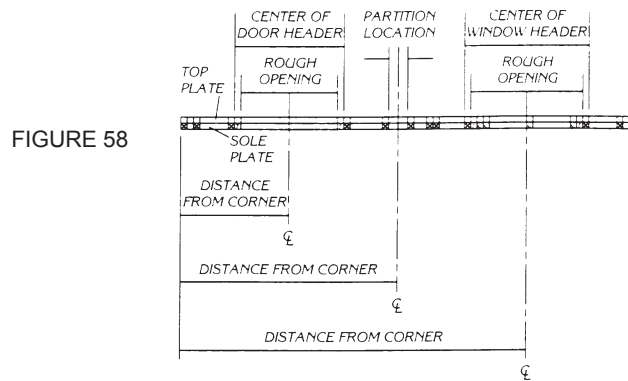 CENTER OF
DOOR HEADER
PARTITION
LOCATION
CENTER OF
WINDOW HEADER
ROUGH
OPENING
ROUGH
OPENING
TOP
PLATE
FIGURE 58
SOLE
PLATE
DISTANCE
FROM CORNER
℄
DISTANCE FROM CORNER
℄
DISTANCE FROM CORNER
℄